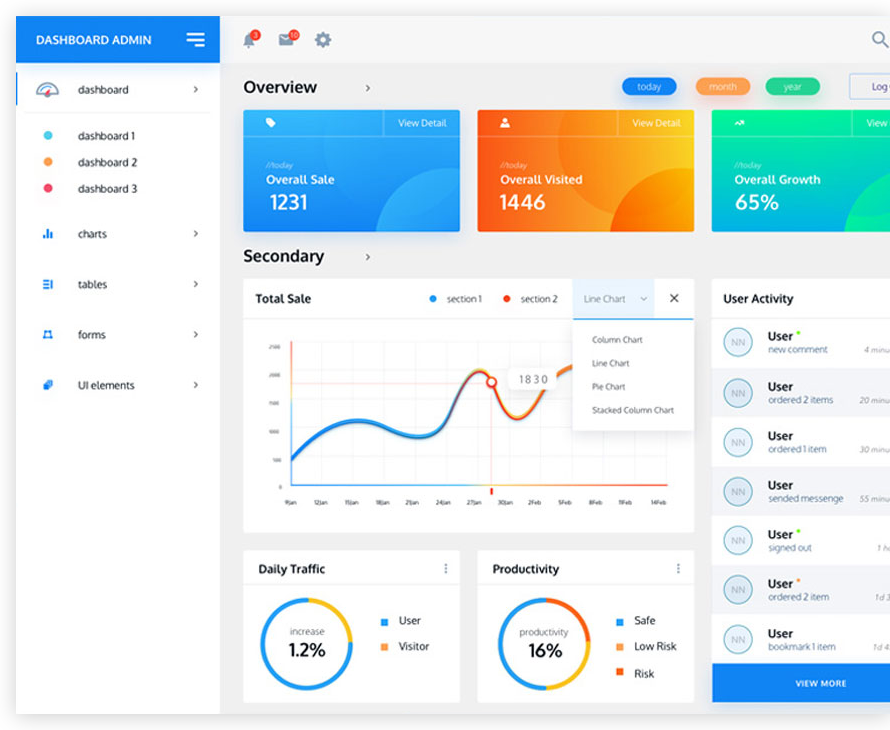 DASHBOARD ADMIN
3
10
dashboard
dashboard 1
dashboard 2
dashboard 3
charts
tables
forms
UI elements
Overview
today
month
year
Log
View Detail
//today
Overall Sale
1231
View Detail
//today
Overall Visited
1446
View
//today
Overall Growth
65%
Secondary
Total Sale
section 1
section 2
Line Chart
Column Chart
Line Chart
Pie Chart
Stacked Column Chart
2500
2000
1500
1000
500
0
1830
9Jan 12Jan 15Jan 18Jan 21Jan 24Jan 27Jan 30Jan 2Feb 5Feb 8Feb 11Feb 14Feb
User Activity
NN
User
new comment
4 minu
NN
User
ordered 2 items
20 minu
NN
User
ordered 1 item
30 minu
NN
User
sended messenge
55 minu
NN
User
signed out
1 h
NN
User
ordered 2 item
1d
NN
User
bookmark 1 item
1d 4
VIEW MORE
Daily Traffic
increase
1.2%
User
Visitor
Productivity
productivity
16%
Safe
Low Risk
Risk